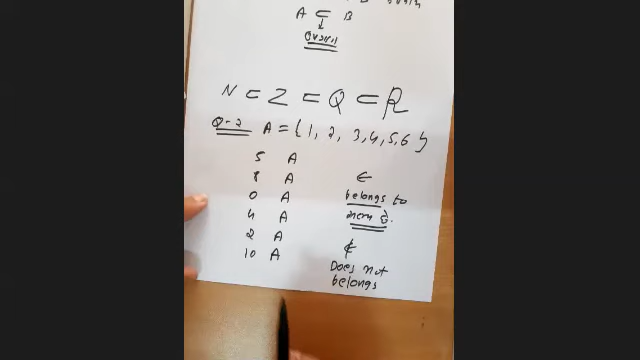 A ⊂ B
N ⊂ Z ⊂ Q ⊂ R
Q-2 A = {1, 2, 3, 4, 5, 6}
5 A
8 A
0 A
4 A
2 A
10 A
∈
belongs to
∉
Does not
belongs